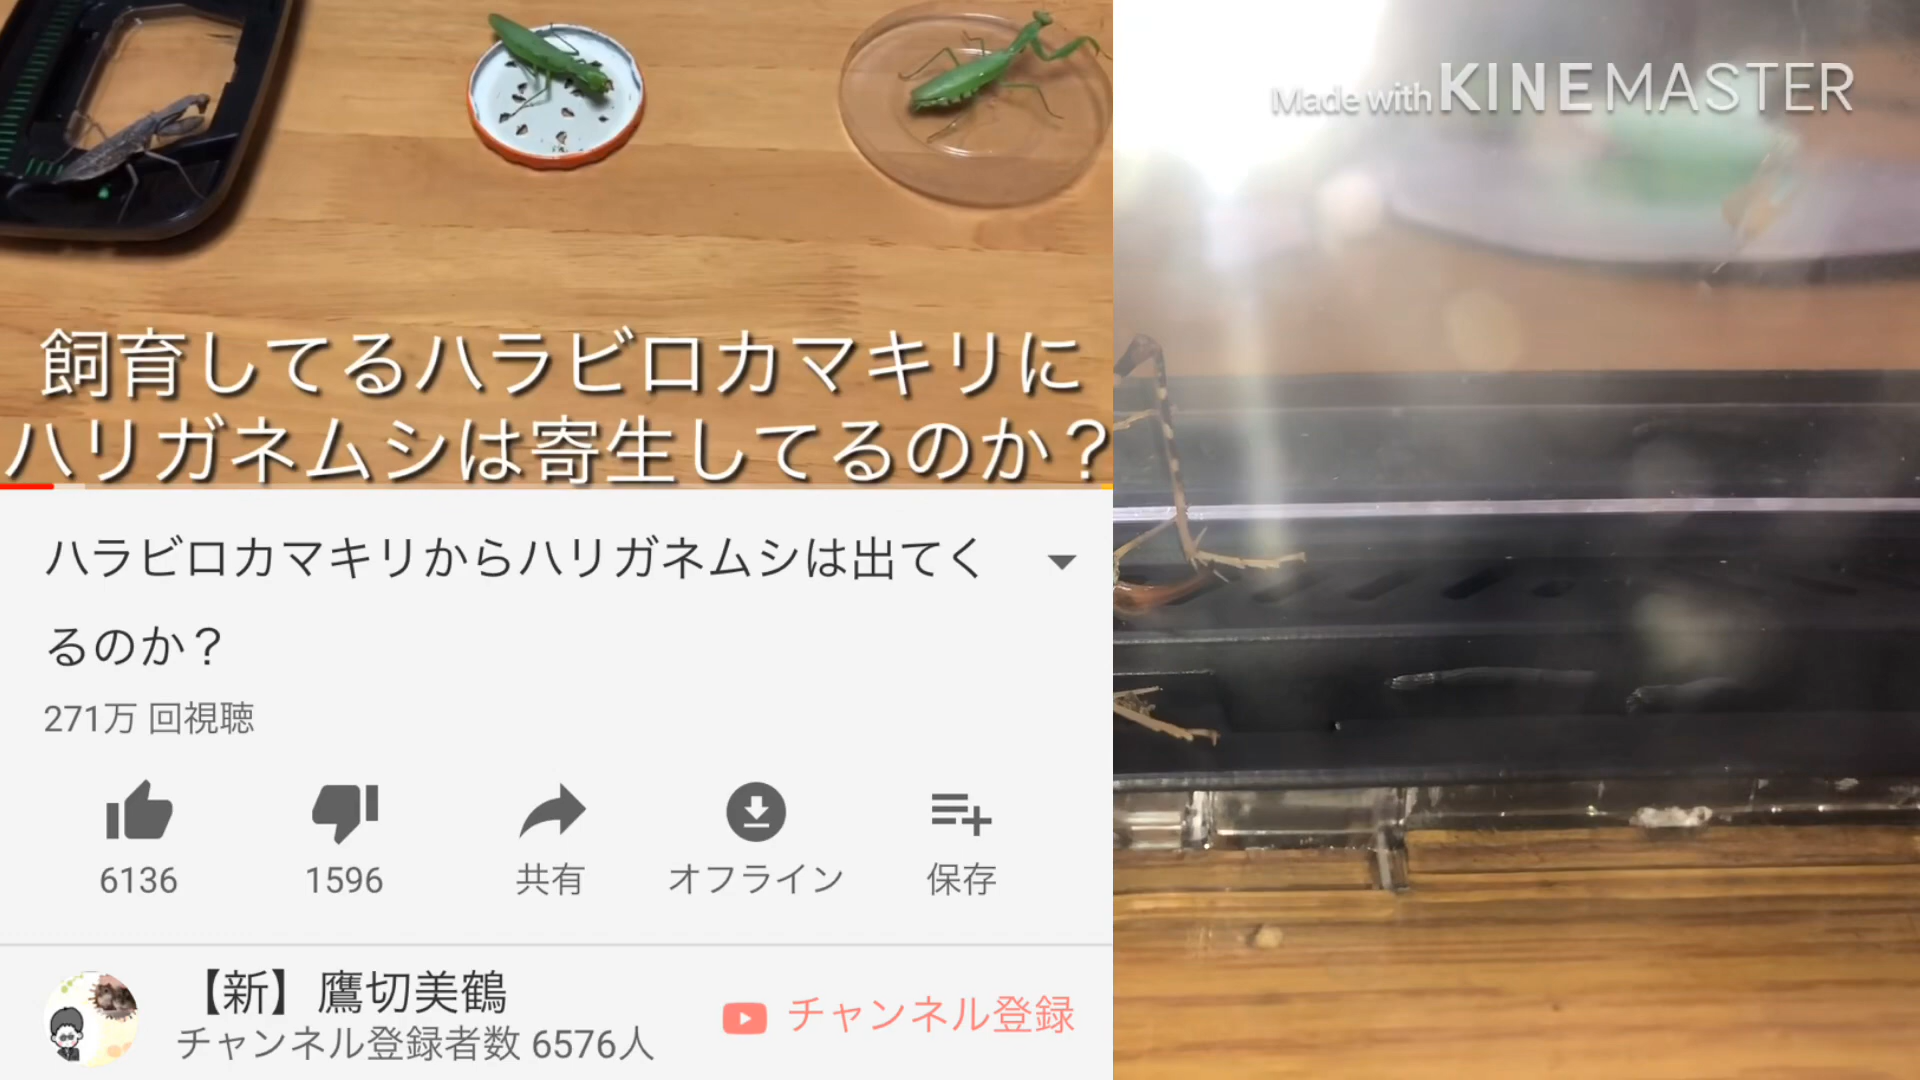 飼育してるハラビロカマキリに
ハリガネムシは寄生してるのか？
ハラビロカマキリからハリガネムシは出てく
るのか？
271万 回視聴
6136
1596
共有
オフライン
保存
【新】鷹切美鶴
チャンネル登録者数 6576人
チャンネル登録
Made with KINEMASTER